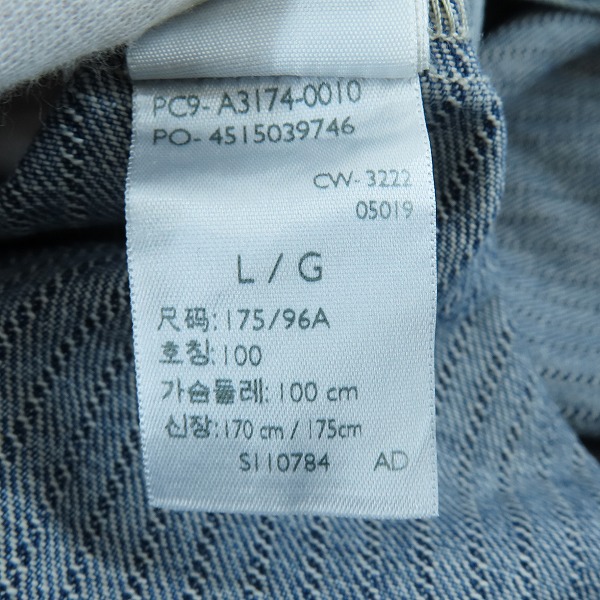 PC9- A3174-0010
PO- 4515039746
CW- 3222
05019
L / G
尺码: 175/96A
호칭: 100
가슴둘레: 100 cm
신장: 170 cm / 175cm
S110784 AD